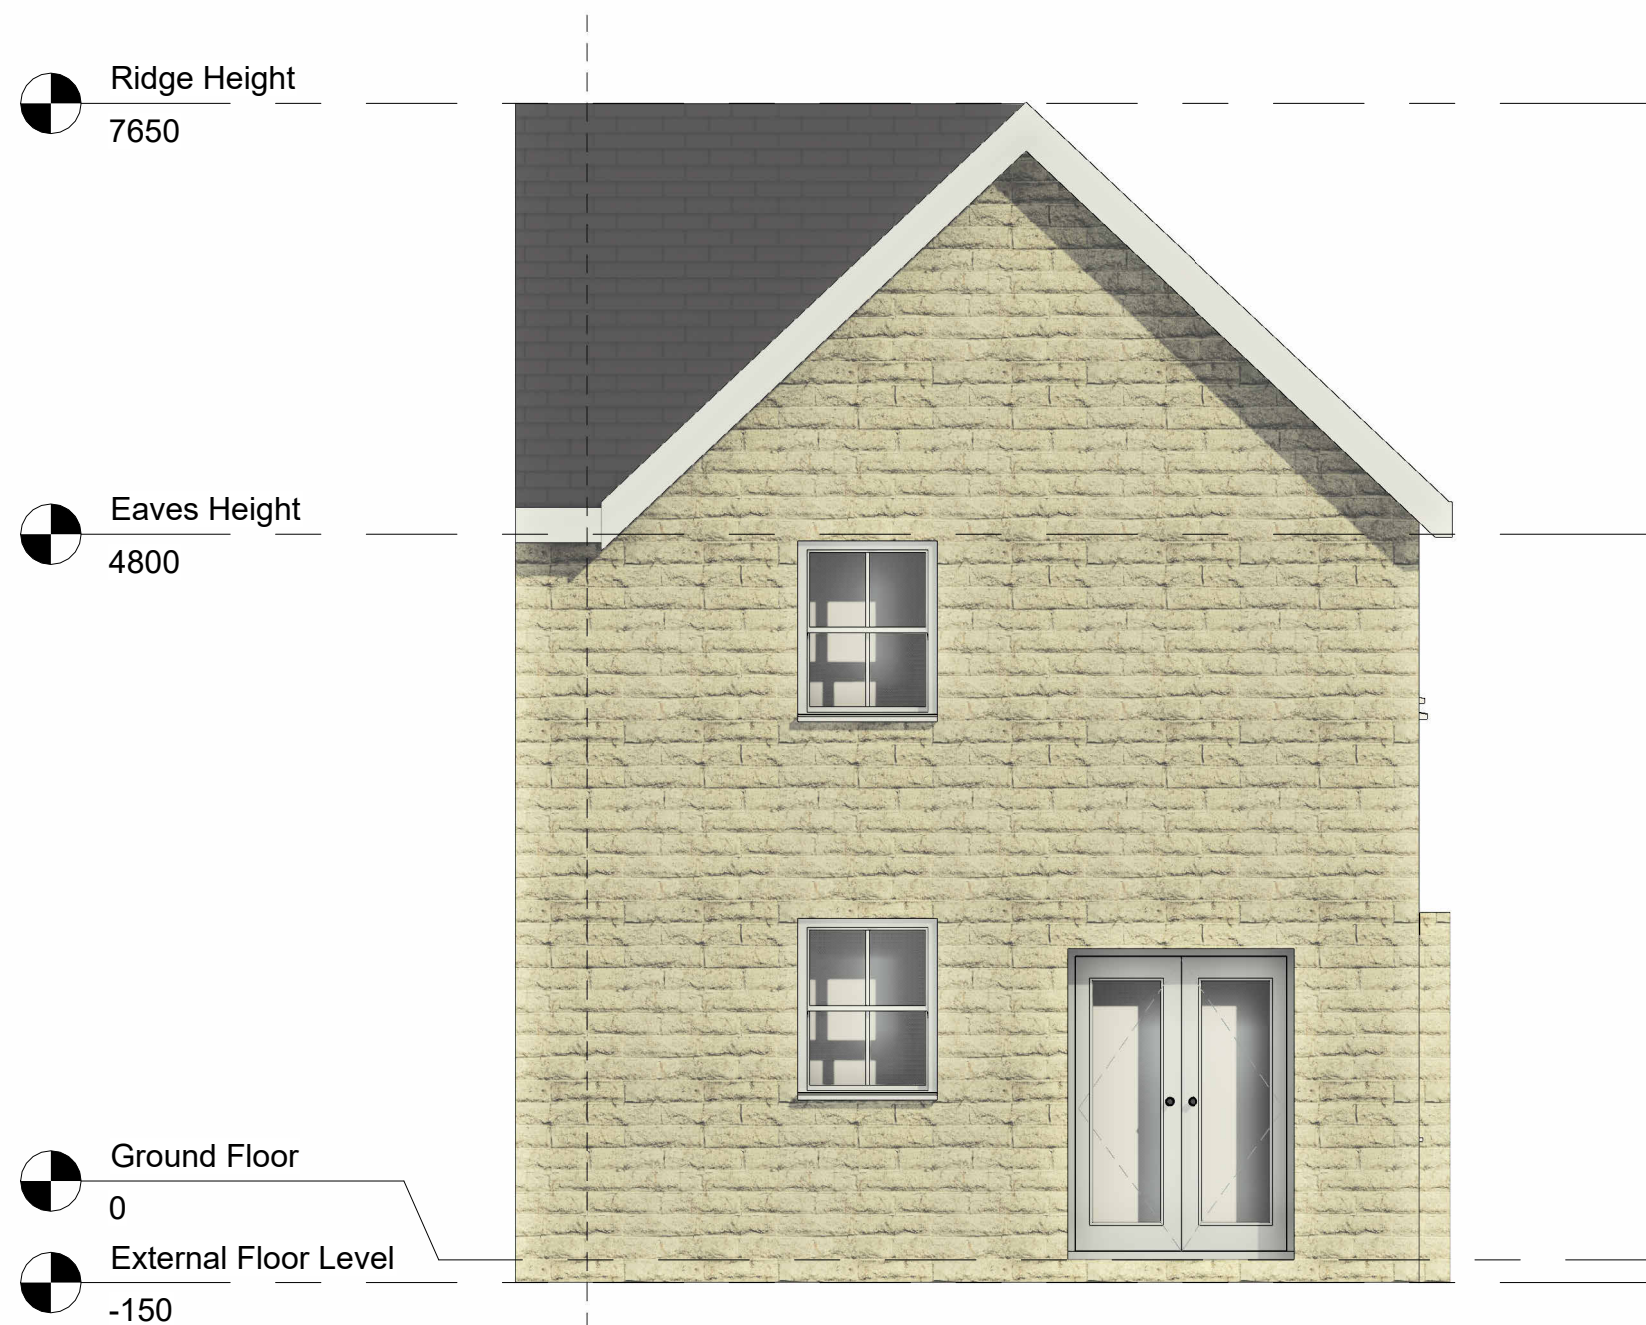 Ridge Height
7650
Eaves Height
4800
Ground Floor
0
External Floor Level
-150